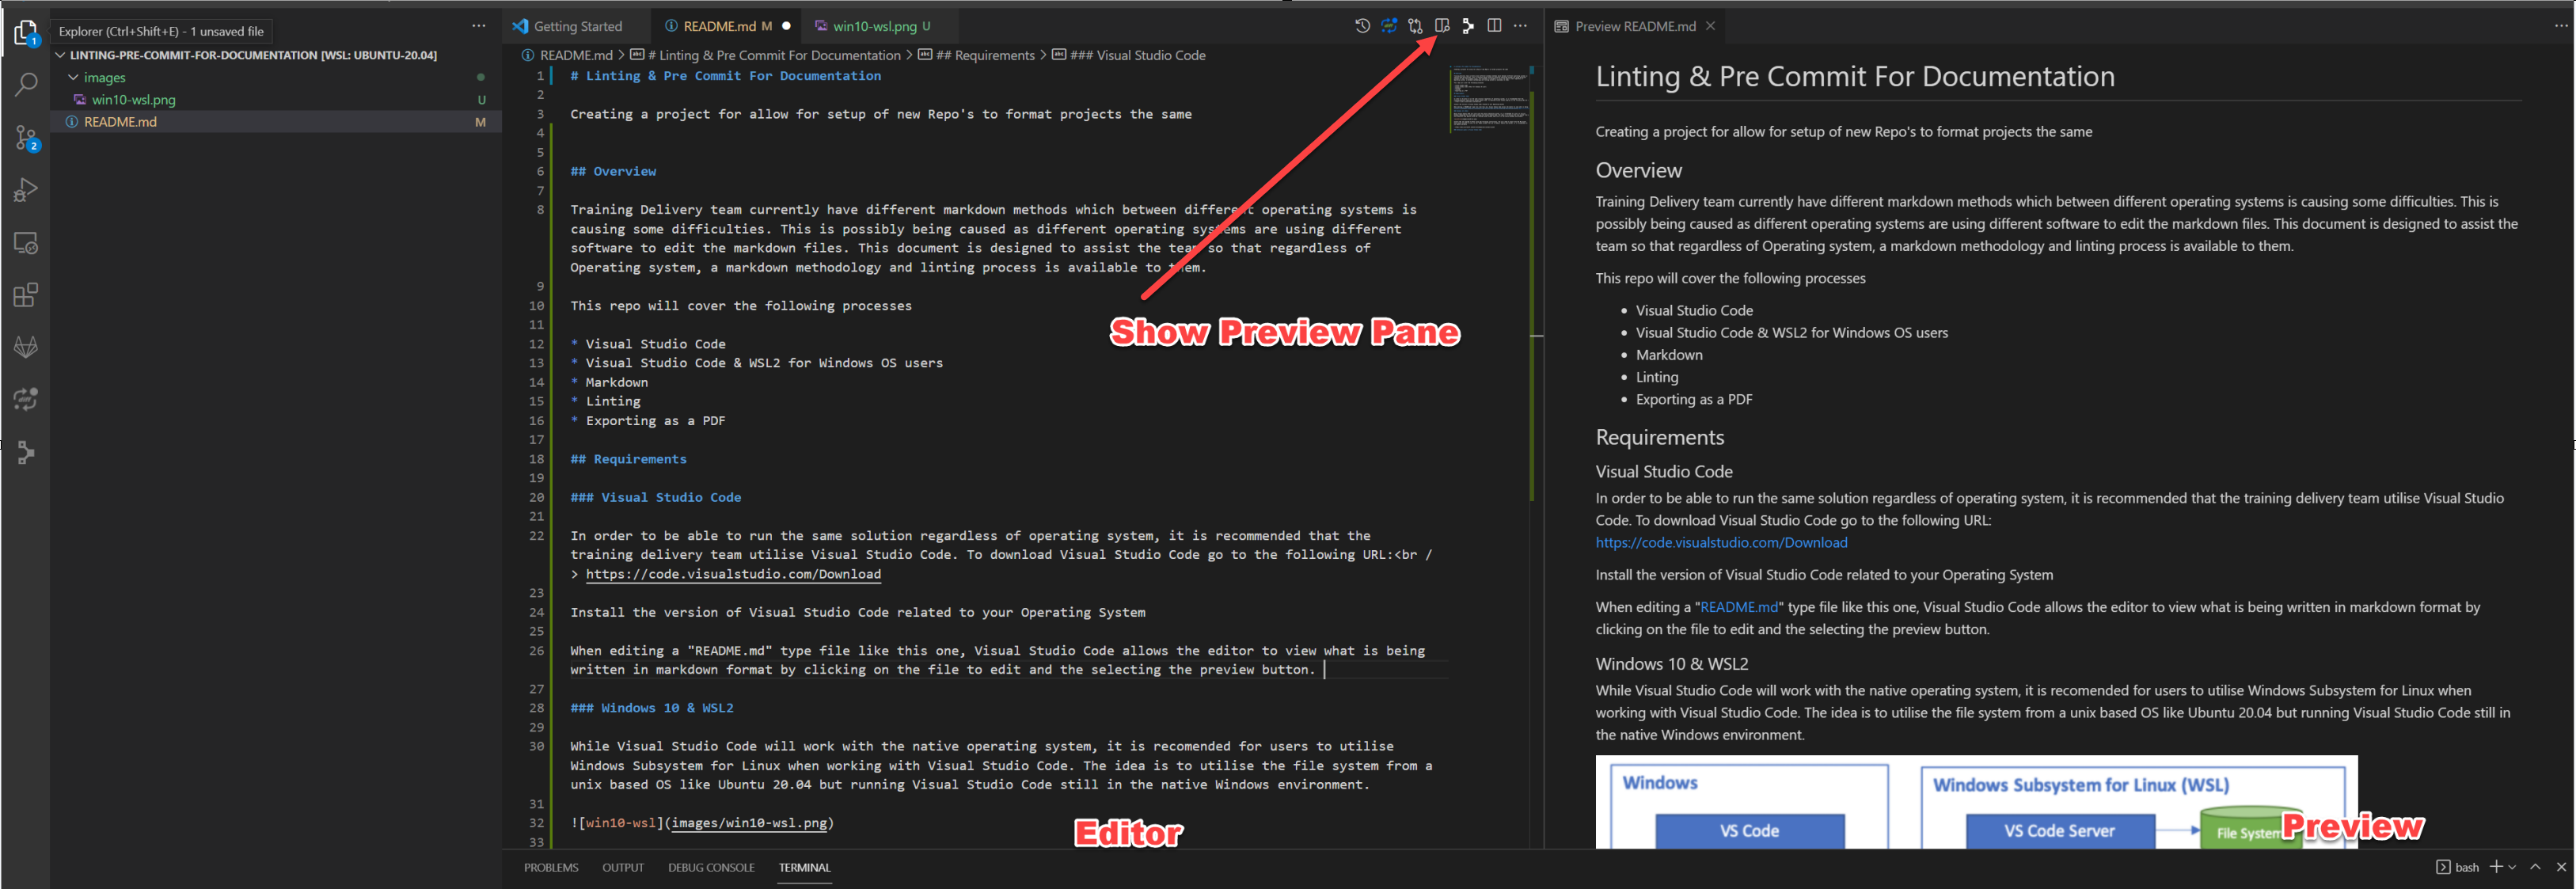 Explorer (Ctrl+Shift+E) - 1 unsaved file
1
2
LINTING-PRE-COMMIT-FOR-DOCUMENTATION [WSL: UBUNTU-20.04]
images
win10-wsl.png U
README.md M
Getting Started
README.md M
win10-wsl.png U
README.md > # Linting & Pre Commit For Documentation > ## Requirements > ### Visual Studio Code
1 # Linting & Pre Commit For Documentation
2
3 Creating a project for allow for setup of new Repo's to format projects the same
4
5
6 ## Overview
7
8 Training Delivery team currently have different markdown methods which between different operating systems is
causing some difficulties. This is possibly being caused as different operating systems are using different
software to edit the markdown files. This document is designed to assist the team so that regardless of
Operating system, a markdown methodology and linting process is available to them.
9
10 This repo will cover the following processes
11
12 * Visual Studio Code
13 * Visual Studio Code & WSL2 for Windows OS users
14 * Markdown
15 * Linting
16 * Exporting as a PDF
17
18 ## Requirements
19
20 ### Visual Studio Code
21
22 In order to be able to run the same solution regardless of operating system, it is recommended that the
training delivery team utilise Visual Studio Code. To download Visual Studio Code go to the following URL:<br /
> https://code.visualstudio.com/Download
23
24 Install the version of Visual Studio Code related to your Operating System
25
26 When editing a "README.md" type file like this one, Visual Studio Code allows the editor to view what is being
written in markdown format by clicking on the file to edit and the selecting the preview button.
27
28 ### Windows 10 & WSL2
29
30 While Visual Studio Code will work with the native operating system, it is recomended for users to utilise
Windows Subsystem for Linux when working with Visual Studio Code. The idea is to utilise the file system from a
unix based OS like Ubuntu 20.04 but running Visual Studio Code still in the native Windows environment.
31
32 ![win10-wsl](images/win10-wsl.png)
33
Show Preview Pane
Editor
PROBLEMS OUTPUT DEBUG CONSOLE TERMINAL
Preview README.md
Linting & Pre Commit For Documentation
Creating a project for allow for setup of new Repo's to format projects the same
Overview
Training Delivery team currently have different markdown methods which between different operating systems is causing some difficulties. This is
possibly being caused as different operating systems are using different software to edit the markdown files. This document is designed to assist the
team so that regardless of Operating system, a markdown methodology and linting process is available to them.
This repo will cover the following processes
• Visual Studio Code
• Visual Studio Code & WSL2 for Windows OS users
• Markdown
• Linting
• Exporting as a PDF
Requirements
Visual Studio Code
In order to be able to run the same solution regardless of operating system, it is recommended that the training delivery team utilise Visual Studio
Code. To download Visual Studio Code go to the following URL:
https://code.visualstudio.com/Download
Install the version of Visual Studio Code related to your Operating System
When editing a "README.md" type file like this one, Visual Studio Code allows the editor to view what is being written in markdown format by
clicking on the file to edit and the selecting the preview button.
Windows 10 & WSL2
While Visual Studio Code will work with the native operating system, it is recomended for users to utilise Windows Subsystem for Linux when
working with Visual Studio Code. The idea is to utilise the file system from a unix based OS like Ubuntu 20.04 but running Visual Studio Code still in
the native Windows environment.
Windows
VS Code
Windows Subsystem for Linux (WSL)
VS Code Server
File System
Preview
bash